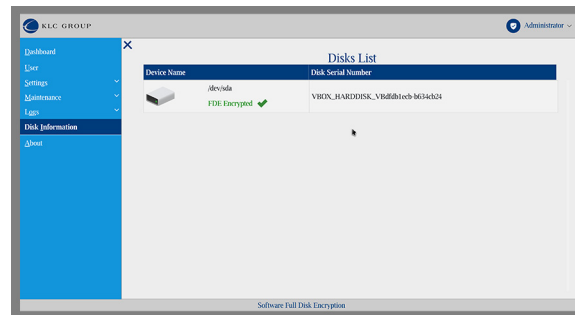 KLC GROUP
Administrator
Dashboard
User
Settings
Maintenance
Logs
Disk Information
About
Disks List
Device Name Disk Serial Number
/dev/sda
FDE Encrypted
VBOX_HARDDISK_VBdfdb1ecb-b634cb24
Software Full Disk Encryption